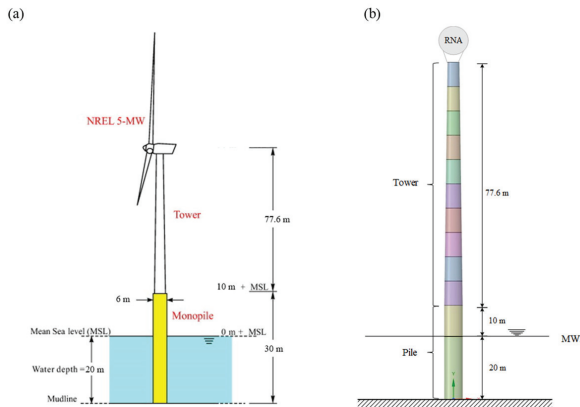 (a)
NREL 5-MW
Tower
77.6 m
10 m + MSL
6 m
Monopile
Mean Sea level (MSL)
0 m + MSL
Water depth =20 m
30 m
Mudline
(b)
RNA
Tower
77.6 m
10 m
MW
Pile
20 m
Y